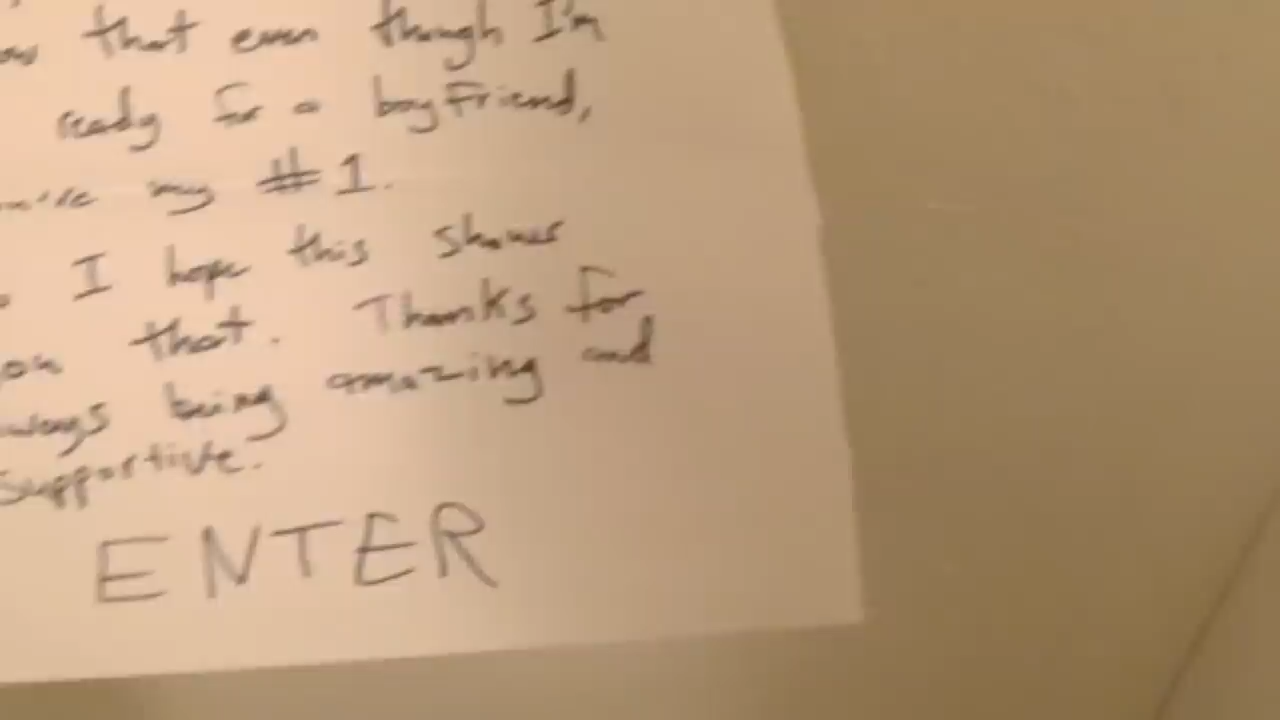 that even though I'm
ready for a boyfriend,
my #1.
I hope this shows
that. Thanks for
being amazing and
supportive.
ENTER